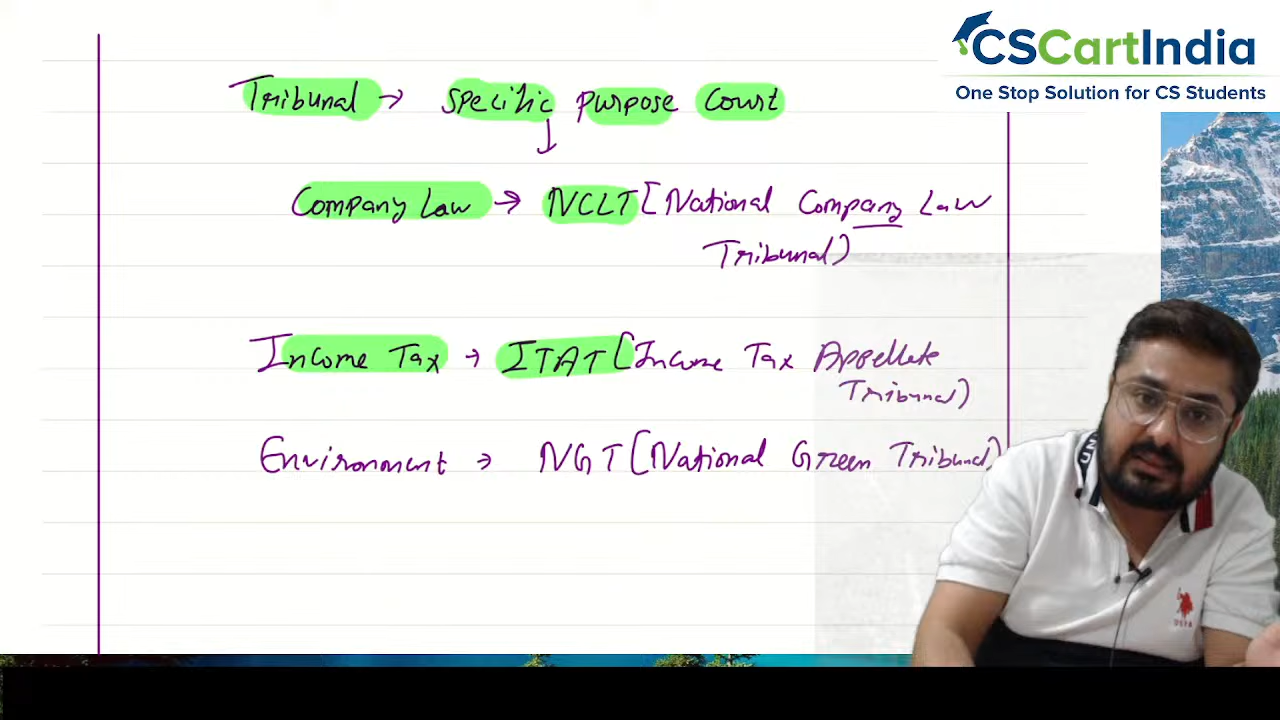 CSCartIndia
One Stop Solution for CS Students
Tribunal → Specific purpose Court
Company Law → NCLT [National Company Law
Tribunal)
Income Tax → ITAT [Income Tax Appellate
Tribunal)
Environment → NGT [National Green Tribunal)